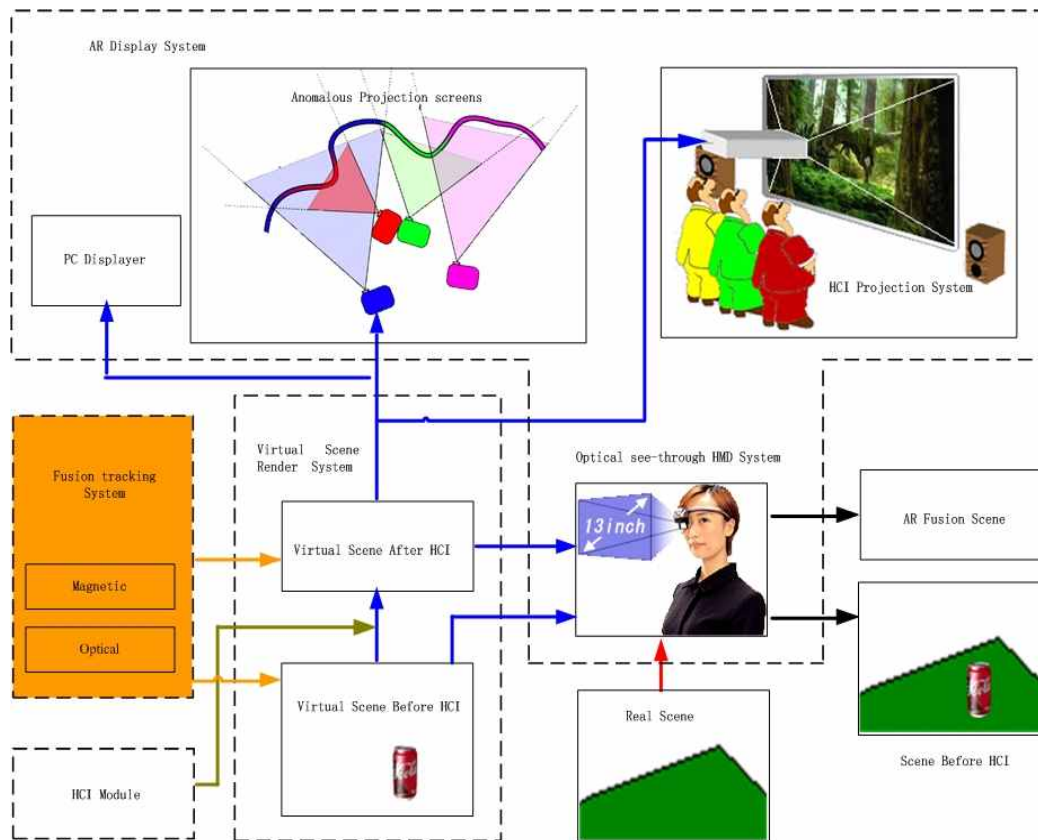 AR Display System
Anomalous Projection screens
PC Displayer
HCI Projection System
Fusion tracking
System
Magnetic
Optical
HCI Module
Virtual Scene
Render System
Virtual Scene After HCI
Virtual Scene Before HCI
Optical see-through HMD System
13inch
Real Scene
AR Fusion Scene
Scene Before HCI